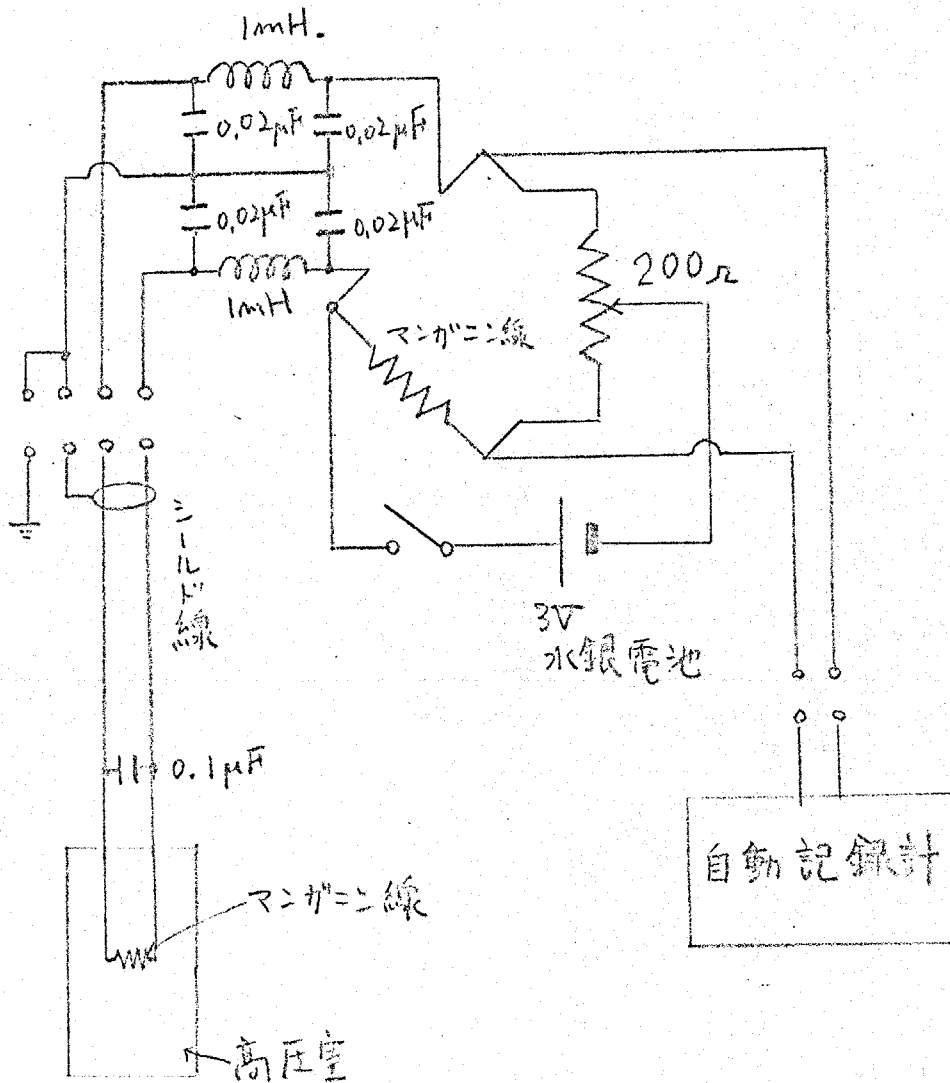 1mH.
0.02μF
0.02μF
0.02μF
0.02μF
1mH
200Ω
マンガニン線
シールド線
3V
水銀電池
0.1μF
自動記録計
マンガニン線
高圧室